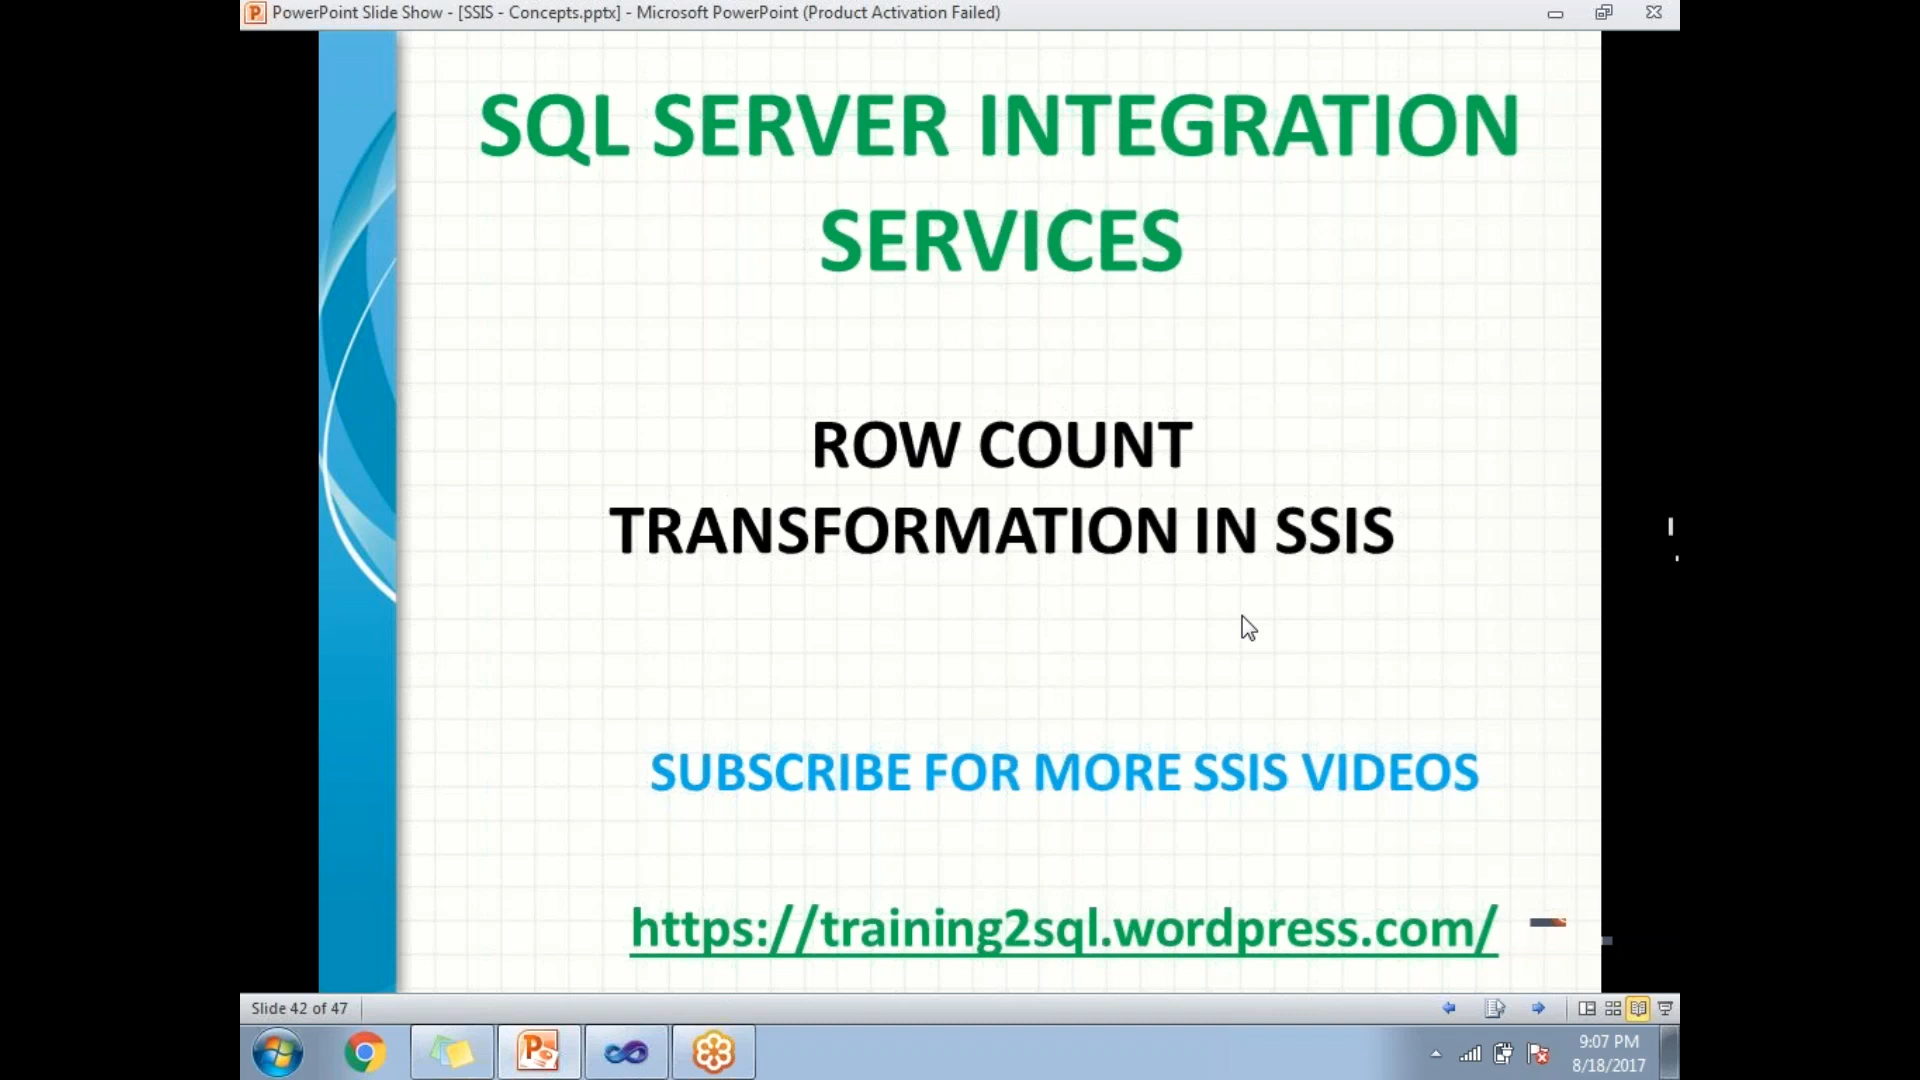 PowerPoint Slide Show - [SSIS - Concepts.pptx] - Microsoft PowerPoint (Product Activation Failed)
SQL SERVER INTEGRATION
SERVICES
ROW COUNT
TRANSFORMATION IN SSIS
SUBSCRIBE FOR MORE SSIS VIDEOS
https://training2sql.wordpress.com/
Slide 42 of 47
9:07 PM
8/18/2017